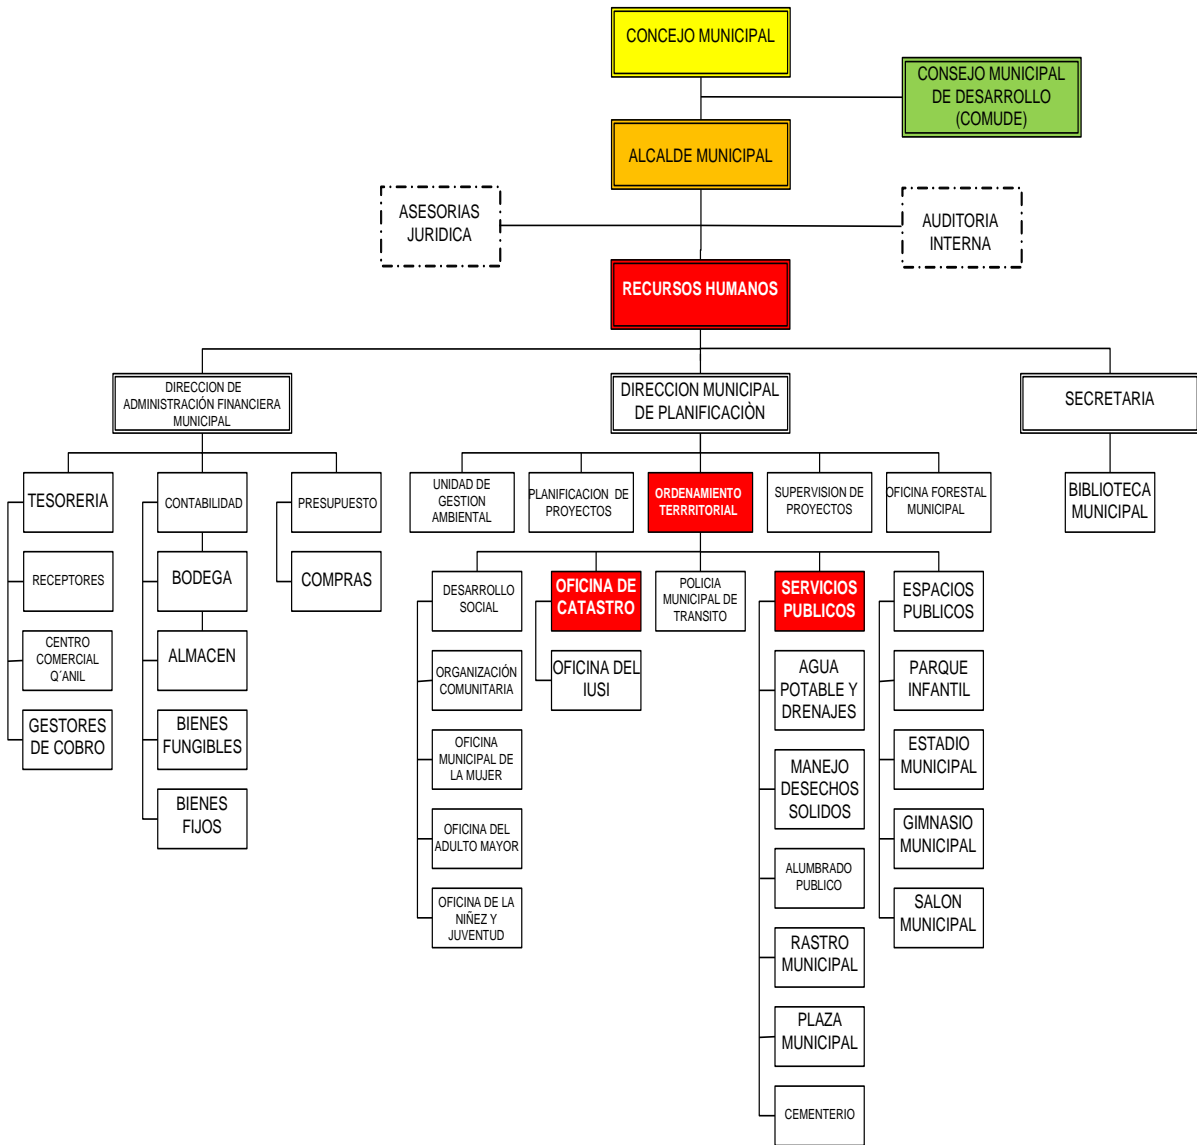 CONCEJO MUNICIPAL
CONSEJO MUNICIPAL
DE DESARROLLO
(COMUDE)
ALCALDE MUNICIPAL
ASESORIAS
JURIDICA
AUDITORIA
INTERNA
RECURSOS HUMANOS
DIRECCION DE
ADMINISTRACIÓN FINANCIERA
MUNICIPAL
DIRECCION MUNICIPAL
DE PLANIFICACIÒN
SECRETARIA
TESORERIA
CONTABILIDAD
PRESUPUESTO
UNIDAD DE
GESTION
AMBIENTAL
PLANIFICACION DE
PROYECTOS
ORDENAMIENTO
TERRRITORIAL
SUPERVISION DE
PROYECTOS
OFICINA FORESTAL
MUNICIPAL
BIBLIOTECA
MUNICIPAL
RECEPTORES
BODEGA
COMPRAS
DESARROLLO
SOCIAL
OFICINA DE
CATASTRO
POLICIA
MUNICIPAL DE
TRANSITO
SERVICIOS
PUBLICOS
ESPACIOS
PUBLICOS
CENTRO
COMERCIAL
Q´ANIL
ALMACEN
ORGANIZACIÓN
COMUNITARIA
OFICINA DEL
IUSI
AGUA
POTABLE Y
DRENAJES
PARQUE
INFANTIL
GESTORES
DE COBRO
BIENES
FUNGIBLES
OFICINA
MUNICIPAL DE
LA MUJER
MANEJO
DESECHOS
SOLIDOS
ESTADIO
MUNICIPAL
BIENES
FIJOS
OFICINA DEL
ADULTO MAYOR
ALUMBRADO
PUBLICO
GIMNASIO
MUNICIPAL
OFICINA DE LA
NIÑEZ Y
JUVENTUD
RASTRO
MUNICIPAL
SALON
MUNICIPAL
PLAZA
MUNICIPAL
CEMENTERIO